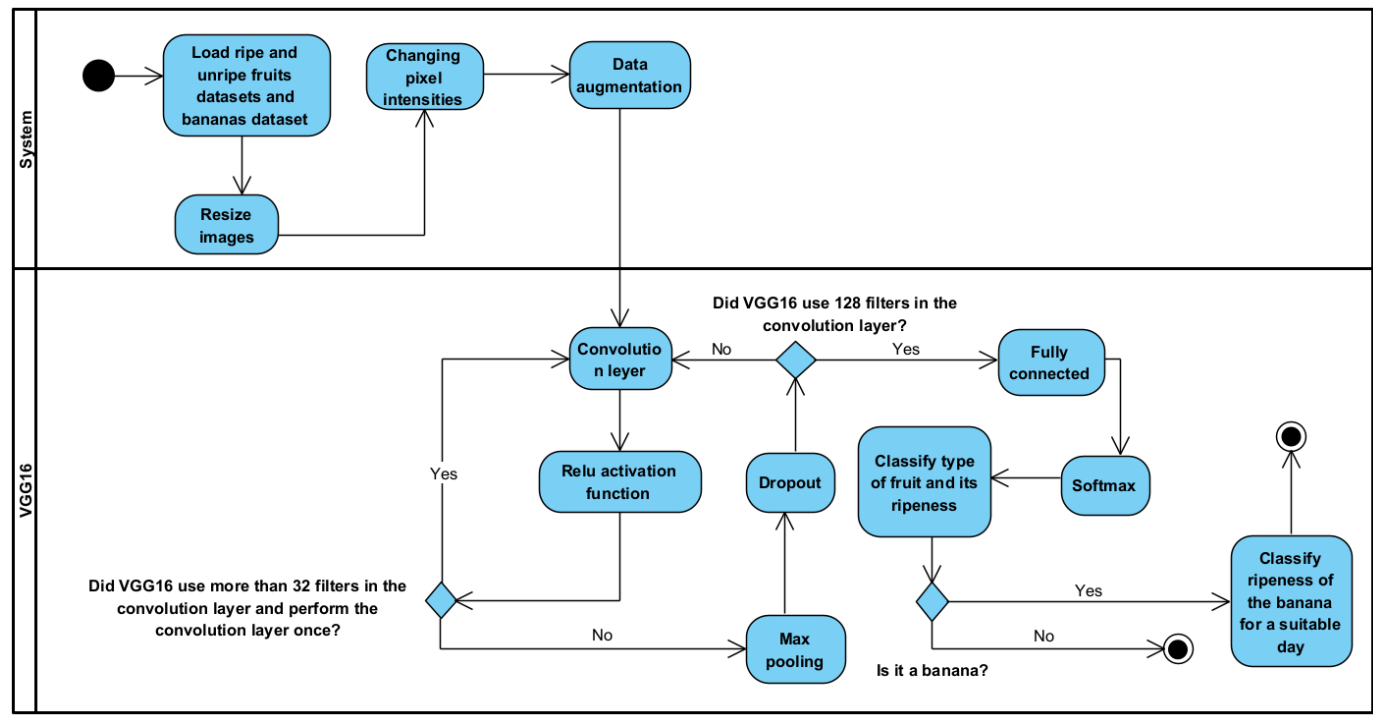 System
Load ripe and
unripe fruits
datasets and
bananas dataset
Resize
images
Changing
pixel
intensities
Data
augmentation
VGG16
Convolutio
n leyer
Relu activation
function
Did VGG16 use more than 32 filters in the
convolution layer and perform the
convolution layer once?
Yes
No
Max
pooling
Dropout
Did VGG16 use 128 filters in the
convolution layer?
No
Yes
Fully
connected
Softmax
Classify type
of fruit and its
ripeness
Is it a banana?
Yes
No
Classify
ripeness of
the banana
for a suitable
day